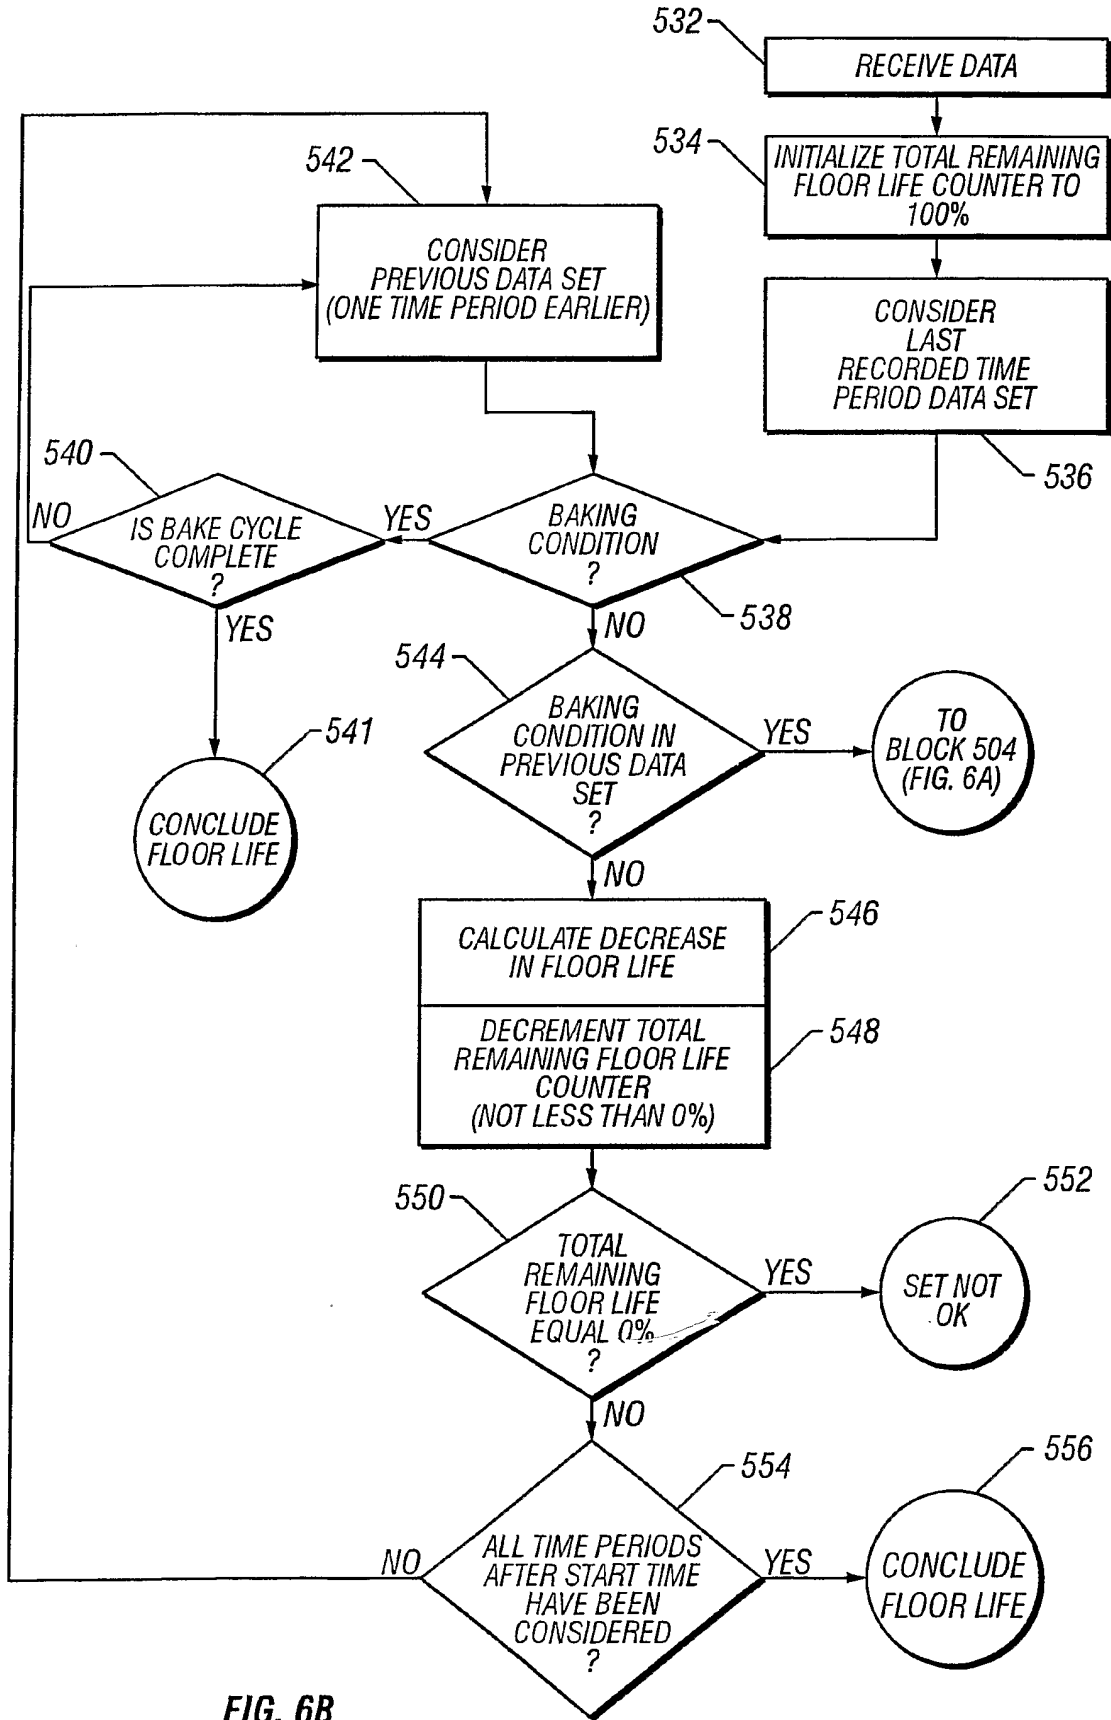 532
RECEIVE DATA
534
INITIALIZE TOTAL REMAINING
FLOOR LIFE COUNTER TO
100%
542
CONSIDER
PREVIOUS DATA SET
(ONE TIME PERIOD EARLIER)
CONSIDER
LAST
RECORDED TIME
PERIOD DATA SET
536
540
NO
IS BAKE CYCLE
COMPLETE
?
YES
BAKING
CONDITION
?
538
YES
NO
544
BAKING
CONDITION IN
PREVIOUS DATA
SET
?
YES
TO
BLOCK 504
(FIG. 6A)
541
CONCLUDE
FLOOR LIFE
NO
546
CALCULATE DECREASE
IN FLOOR LIFE
548
DECREMENT TOTAL
REMAINING FLOOR LIFE
COUNTER
(NOT LESS THAN 0%)
550
TOTAL
REMAINING
FLOOR LIFE
EQUAL 0%
?
YES
552
SET NOT
OK
NO
554
NO
ALL TIME PERIODS
AFTER START TIME
HAVE BEEN
CONSIDERED
?
YES
556
CONCLUDE
FLOOR LIFE
FIG. 6B